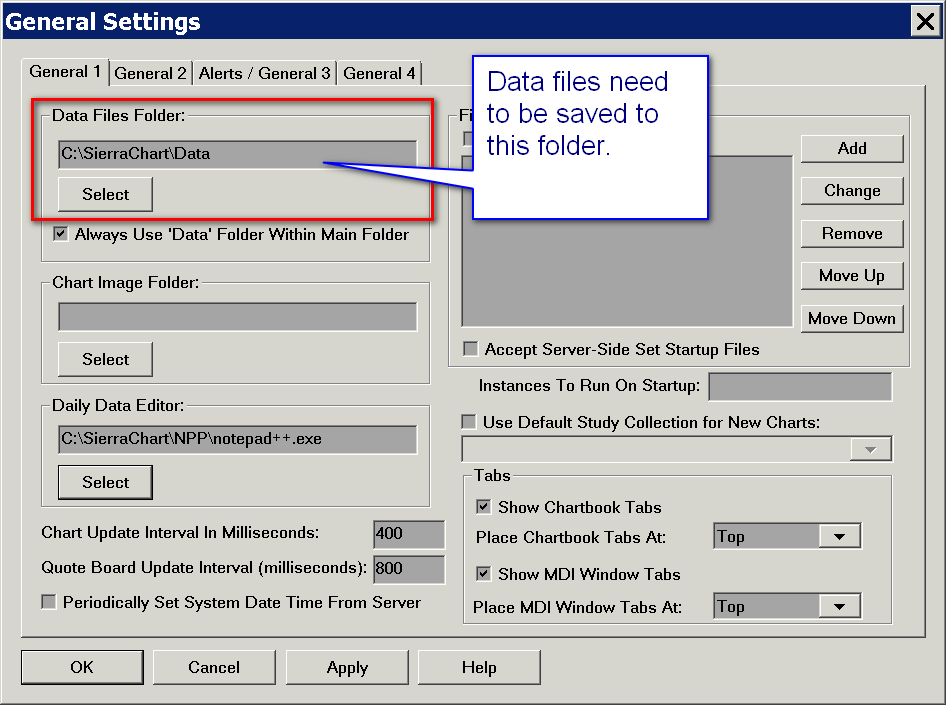 General Settings
General 1
General 2
Alerts / General 3
General 4
Data Files Folder:
C:\SierraChart\Data
Select
Always Use 'Data' Folder Within Main Folder
Chart Image Folder:
Select
Daily Data Editor:
C:\SierraChart\NPP\notepad++.exe
Select
Chart Update Interval In Milliseconds:
400
Quote Board Update Interval (milliseconds):
800
Periodically Set System Date Time From Server
Data files need
to be saved to
this folder.
Add
Change
Remove
Move Up
Move Down
Accept Server-Side Set Startup Files
Instances To Run On Startup:
Use Default Study Collection for New Charts:
Tabs
Show Chartbook Tabs
Place Chartbook Tabs At:
Top
Show MDI Window Tabs
Place MDI Window Tabs At:
Top
OK
Cancel
Apply
Help